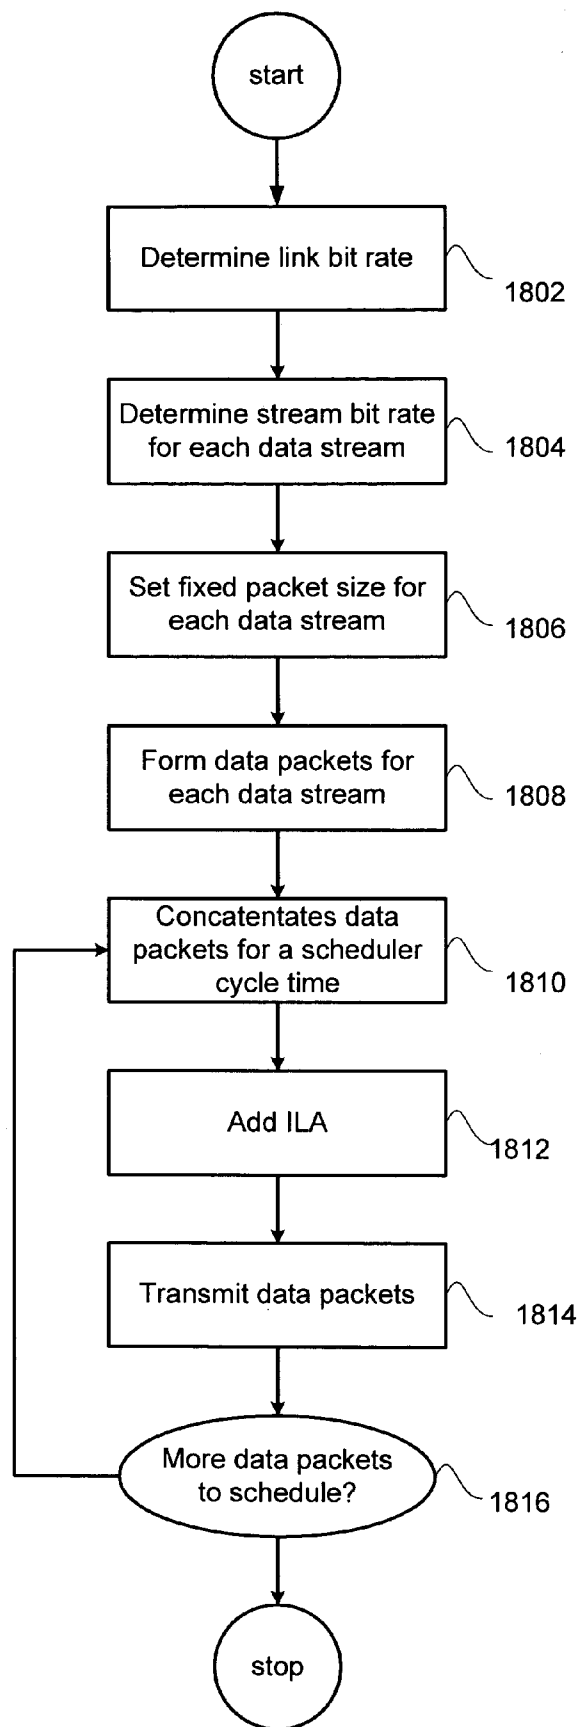 start
Determine link bit rate
1802
Determine stream bit rate
for each data stream
1804
Set fixed packet size for
each data stream
1806
Form data packets for
each data stream
1808
Concatentates data
packets for a scheduler
cycle time
1810
Add ILA
1812
Transmit data packets
1814
More data packets
to schedule?
1816
stop